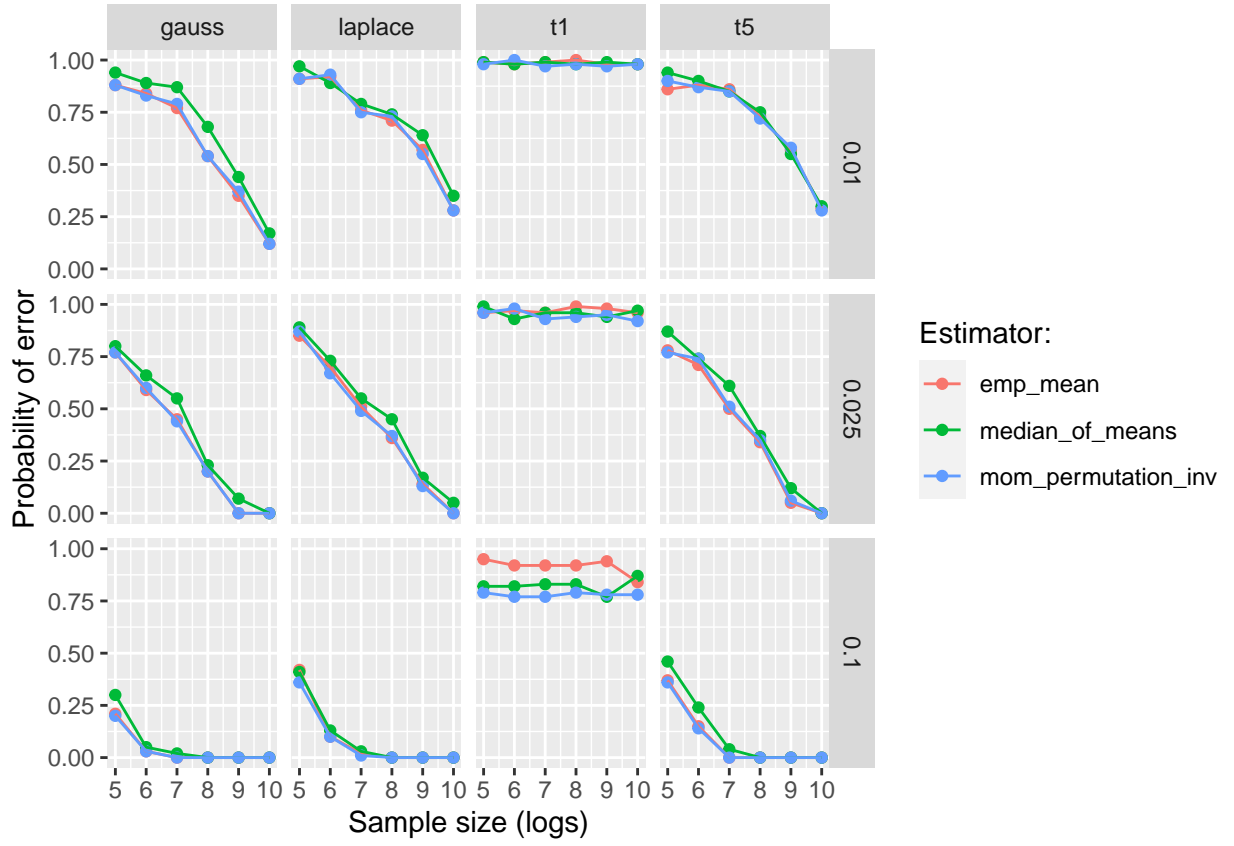 gauss laplace t1 t5
1.00
0.75
0.50
0.25
0.00
0.01
1.00
0.75
0.50
0.25
0.00
0.025
1.00
0.75
0.50
0.25
0.00
0.1
5 6 7 8 9 10 5 6 7 8 9 10 5 6 7 8 9 10 5 6 7 8 9 10
Sample size (logs)
Probability of error
Estimator:
emp_mean
median_of_means
mom_permutation_inv